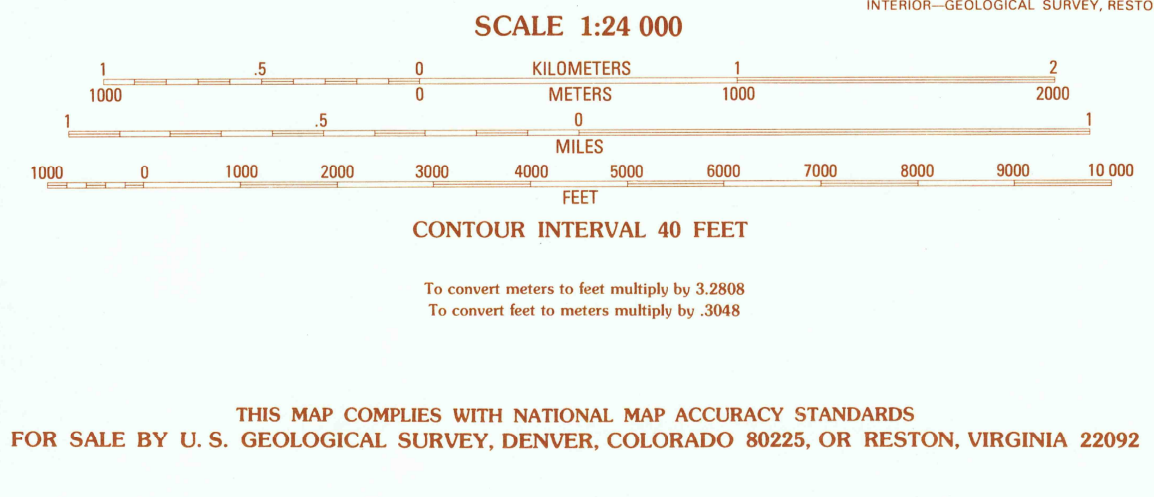 INTERIOR—GEOLOGICAL SURVEY, RESTO
SCALE 1:24 000
1 .5 0 KILOMETERS 1 2
1000 0 METERS 1000 2000
1 .5 0 1
MILES
1000 0 1000 2000 3000 4000 5000 6000 7000 8000 9000 10 000
FEET
CONTOUR INTERVAL 40 FEET
To convert meters to feet multiply by 3.2808
To convert feet to meters multiply by .3048
THIS MAP COMPLIES WITH NATIONAL MAP ACCURACY STANDARDS
FOR SALE BY U. S. GEOLOGICAL SURVEY, DENVER, COLORADO 80225, OR RESTON, VIRGINIA 22092